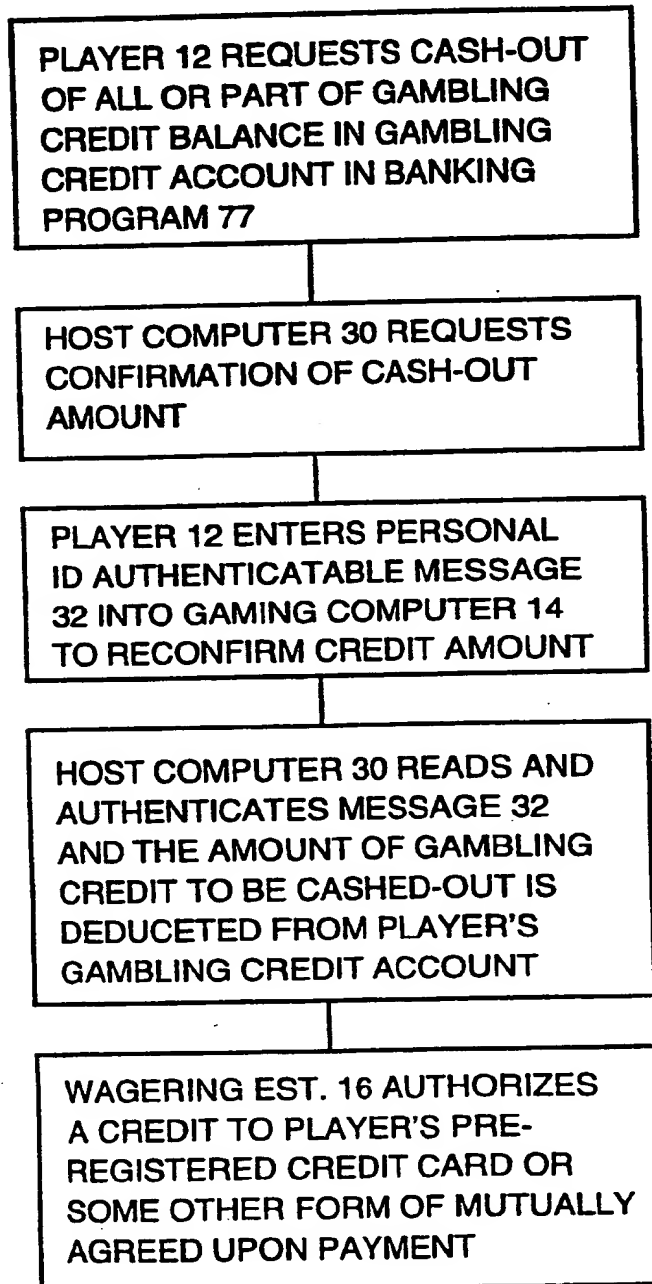 PLAYER 12 REQUESTS CASH-OUT
OF ALL OR PART OF GAMBLING
CREDIT BALANCE IN GAMBLING
CREDIT ACCOUNT IN BANKING
PROGRAM 77
HOST COMPUTER 30 REQUESTS
CONFIRMATION OF CASH-OUT
AMOUNT
PLAYER 12 ENTERS PERSONAL
ID AUTHENTICATABLE MESSAGE
32 INTO GAMING COMPUTER 14
TO RECONFIRM CREDIT AMOUNT
HOST COMPUTER 30 READS AND
AUTHENTICATES MESSAGE 32
AND THE AMOUNT OF GAMBLING
CREDIT TO BE CASHED-OUT IS
DEDUCETED FROM PLAYER'S
GAMBLING CREDIT ACCOUNT
WAGERING EST. 16 AUTHORIZES
A CREDIT TO PLAYER'S PRE-
REGISTERED CREDIT CARD OR
SOME OTHER FORM OF MUTUALLY
AGREED UPON PAYMENT